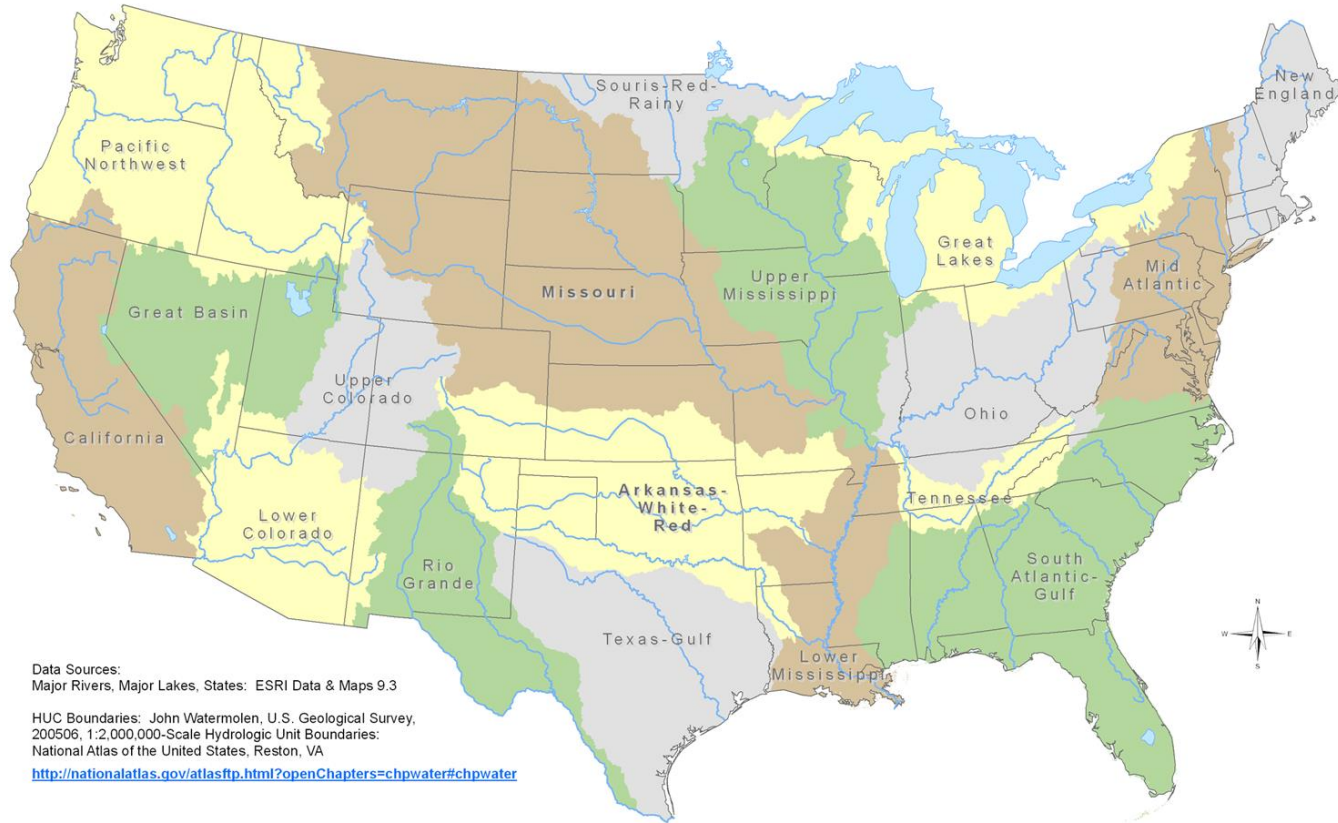 Souris-Red-
Rainy
New
England
Pacific
Northwest
Great
Lakes
Mid
Atlantic
Missouri
Upper
Mississippi
Great Basin
Upper
Colorado
Ohio
California
Arkansas-
White-
Red
Tennessee
Lower
Colorado
Rio
Grande
South
Atlantic-
Gulf
Texas-Gulf
Lower
Mississippi
N
W
E
S
Data Sources:
Major Rivers, Major Lakes, States: ESRI Data & Maps 9.3
HUC Boundaries: John Watermolen, U.S. Geological Survey,
200506, 1:2,000,000-Scale Hydrologic Unit Boundaries:
National Atlas of the United States, Reston, VA
http://nationalatlas.gov/atlasftp.html?openChapters=chpwater#chpwater